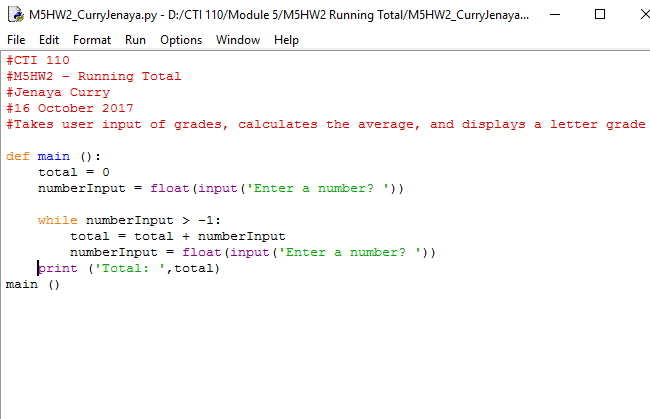 M5HW2_CurryJenaya.py - D:/CTI 110/Module 5/M5HW2 Running Total/M5HW2_CurryJenaya...
File Edit Format Run Options Window Help
#CTI 110
#M5HW2 - Running Total
#Jenaya Curry
#16 October 2017
#Takes user input of grades, calculates the average, and displays a letter grade
def main ():
    total = 0
    numberInput = float(input('Enter a number? '))
    while numberInput > -1:
        total = total + numberInput
        numberInput = float(input('Enter a number? '))
    print ('Total: ',total)
main ()